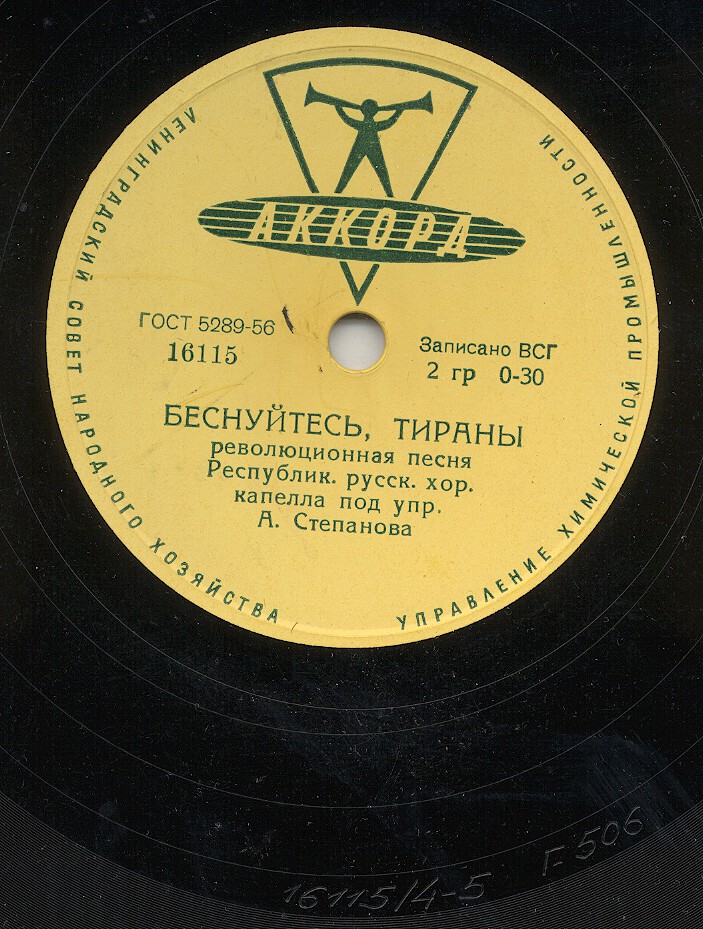 ЛЕНИНГРАДСКИЙ СОВЕТ НАРОДНОГО ХОЗЯЙСТВА
УПРАВЛЕНИЕ ХИМИЧЕСКОЙ ПРОМЫШЛЕННОСТИ
АККОРД
ГОСТ 5289-56
16115
Записано ВСГ
2 гр 0-30
БЕСНУЙТЕСЬ, ТИРАНЫ
революционная песня
Республик. русск. хор.
капелла под упр.
А. Степанова
16115/4-5 F 506